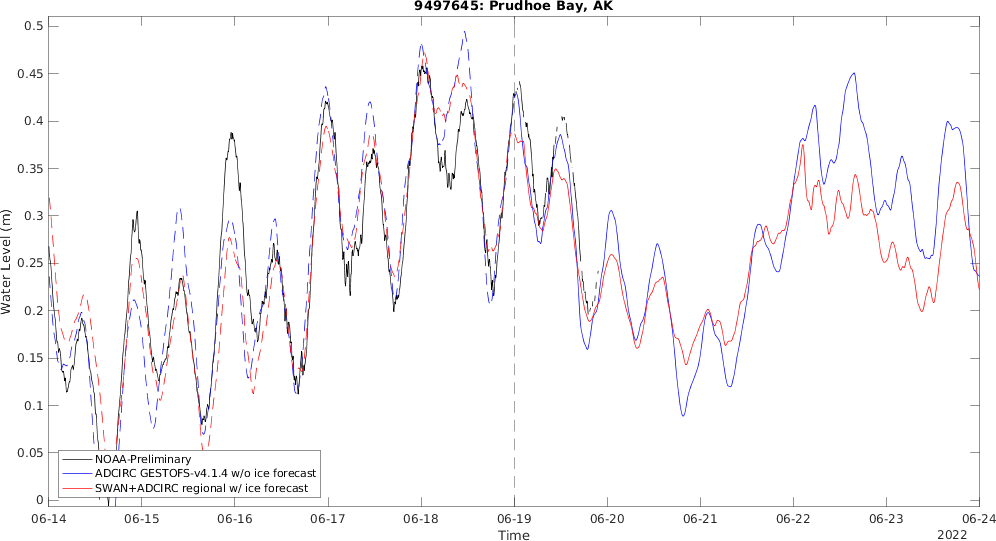 9497645: Prudhoe Bay, AK
0.5
0.45
0.4
0.35
0.3
0.25
0.2
0.15
0.1
0.05
0
Water Level (m)
NOAA-Preliminary
ADCIRC GESTOFS-v4.1.4 w/o ice forecast
SWAN+ADCIRC regional w/ ice forecast
06-14 06-15 06-16 06-17 06-18 06-19 06-20 06-21 06-22 06-23 06-24
Time
2022